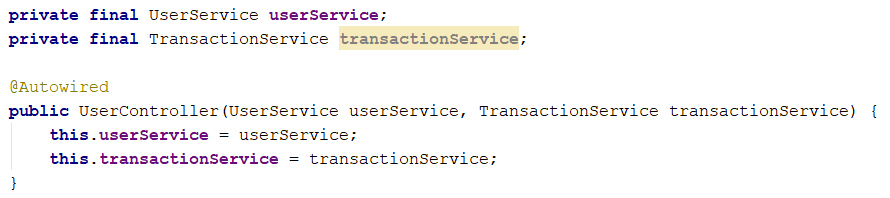 private final UserService userService;
private final TransactionService transactionService;
@Autowired
public UserController(UserService userService, TransactionService transactionService) {
this.userService = userService;
this.transactionService = transactionService;
}